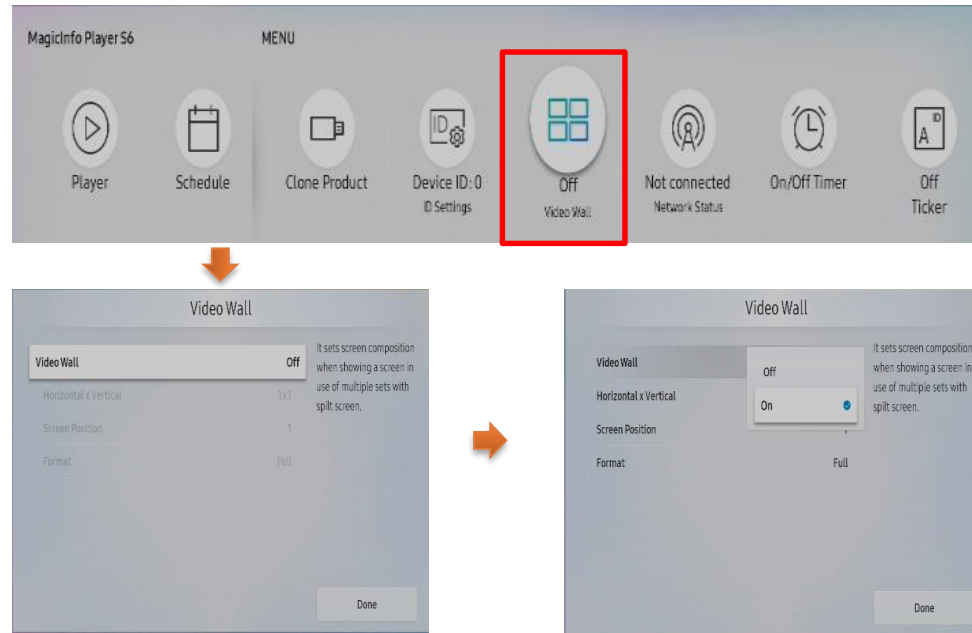 MagicInfo Player S6
MENU
Player
Schedule
Clone Product
Device ID: 0
ID Settings
Off
Video Wall
Not connected
Network Status
On/Off Timer
Off
Ticker
Video Wall
Video Wall Off
Horizontal x Vertical 1x1
Screen Position 1
Format Full
It sets screen composition
when showing a screen in
use of multiple sets with
spilt screen.
Done
Video Wall
Video Wall
Off
On
Horizontal x Vertical
Screen Position
Format Full
It sets screen composition
when showing a screen in
use of multiple sets with
spilt screen.
Done